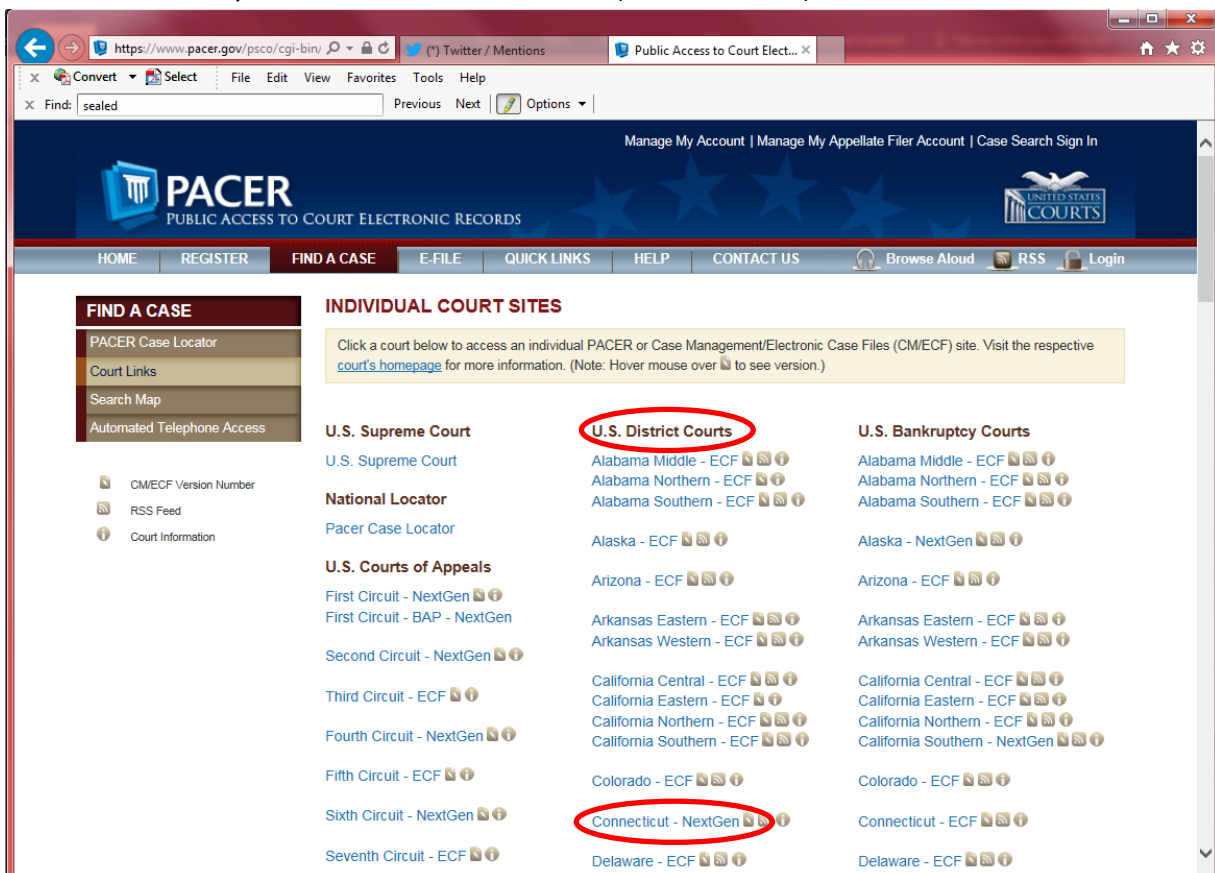 https://www.pacer.gov/psco/cgi-bin/
(*) Twitter / Mentions
Public Access to Court Elect...
x Convert Select File Edit View Favorites Tools Help
x Find: sealed Previous Next Options
Manage My Account | Manage My Appellate Filer Account | Case Search Sign In
PACER
PUBLIC ACCESS TO COURT ELECTRONIC RECORDS
UNITED STATES
COURTS
HOME REGISTER FIND A CASE E-FILE QUICK LINKS HELP CONTACT US Browse Aloud RSS Login
FIND A CASE
PACER Case Locator
Court Links
Search Map
Automated Telephone Access
CM/ECF Version Number
RSS Feed
Court Information
INDIVIDUAL COURT SITES
Click a court below to access an individual PACER or Case Management/Electronic Case Files (CM/ECF) site. Visit the respective
court's homepage for more information. (Note: Hover mouse over to see version.)
U.S. Supreme Court
U.S. Supreme Court
National Locator
Pacer Case Locator
U.S. Courts of Appeals
First Circuit - NextGen
First Circuit - BAP - NextGen
Second Circuit - NextGen
Third Circuit - ECF
Fourth Circuit - NextGen
Fifth Circuit - ECF
Sixth Circuit - NextGen
Seventh Circuit - ECF
U.S. District Courts
Alabama Middle - ECF
Alabama Northern - ECF
Alabama Southern - ECF
Alaska - ECF
Arizona - ECF
Arkansas Eastern - ECF
Arkansas Western - ECF
California Central - ECF
California Eastern - ECF
California Northern - ECF
California Southern - ECF
Colorado - ECF
Connecticut - NextGen
Delaware - ECF
U.S. Bankruptcy Courts
Alabama Middle - ECF
Alabama Northern - ECF
Alabama Southern - ECF
Alaska - NextGen
Arizona - ECF
Arkansas Eastern - ECF
Arkansas Western - ECF
California Central - ECF
California Eastern - ECF
California Northern - ECF
California Southern - NextGen
Colorado - ECF
Connecticut - ECF
Delaware - ECF